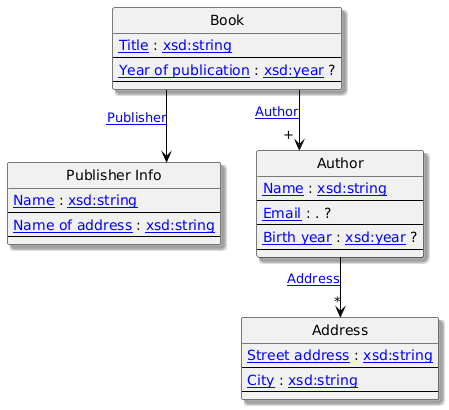 Book
Title : xsd:string
Year of publication : xsd:year ?
Publisher
Author
+
Publisher Info
Name : xsd:string
Name of address : xsd:string
Author
Name : xsd:string
Email : . ?
Birth year : xsd:year ?
Address
*
Address
Street address : xsd:string
City : xsd:string